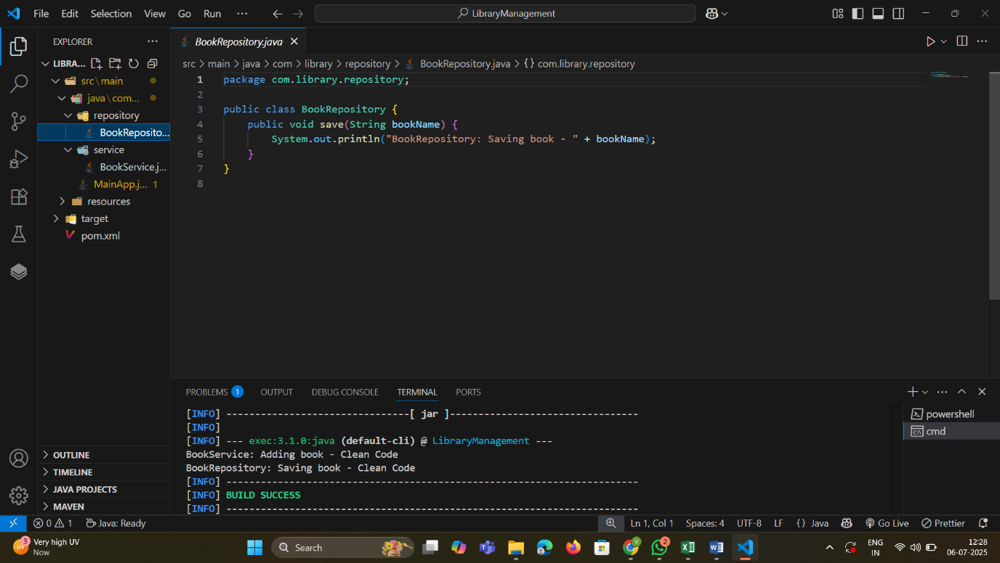 File Edit Selection View Go Run ··· LibraryManagement
EXPLORER ···
LIBRA...
src\main
java\com...
repository
BookReposito...
service
BookService.j...
MainApp.j... 1
resources
target
pom.xml
OUTLINE
TIMELINE
JAVA PROJECTS
MAVEN
BookRepository.java
src > main > java > com > library > repository > BookRepository.java > {} com.library.repository
1 package com.library.repository;
2
3 public class BookRepository {
4 public void save(String bookName) {
5 System.out.println("BookRepository: Saving book - " + bookName);
6 }
7 }
8
PROBLEMS 1 OUTPUT DEBUG CONSOLE TERMINAL PORTS
[INFO] --------------------------------[ jar ]---------------------------------
[INFO]
[INFO] --- exec:3.1.0:java (default-cli) @ LibraryManagement ---
BookService: Adding book - Clean Code
BookRepository: Saving book - Clean Code
[INFO] ------------------------------------------------------------------------
[INFO] BUILD SUCCESS
[INFO] ------------------------------------------------------------------------
powershell
cmd
0 1 Java: Ready Ln 1, Col 1 Spaces: 4 UTF-8 LF {} Java Go Live Prettier
3 Very high UV
Now
Search
V
2
ENG
IN
12:28
06-07-2025